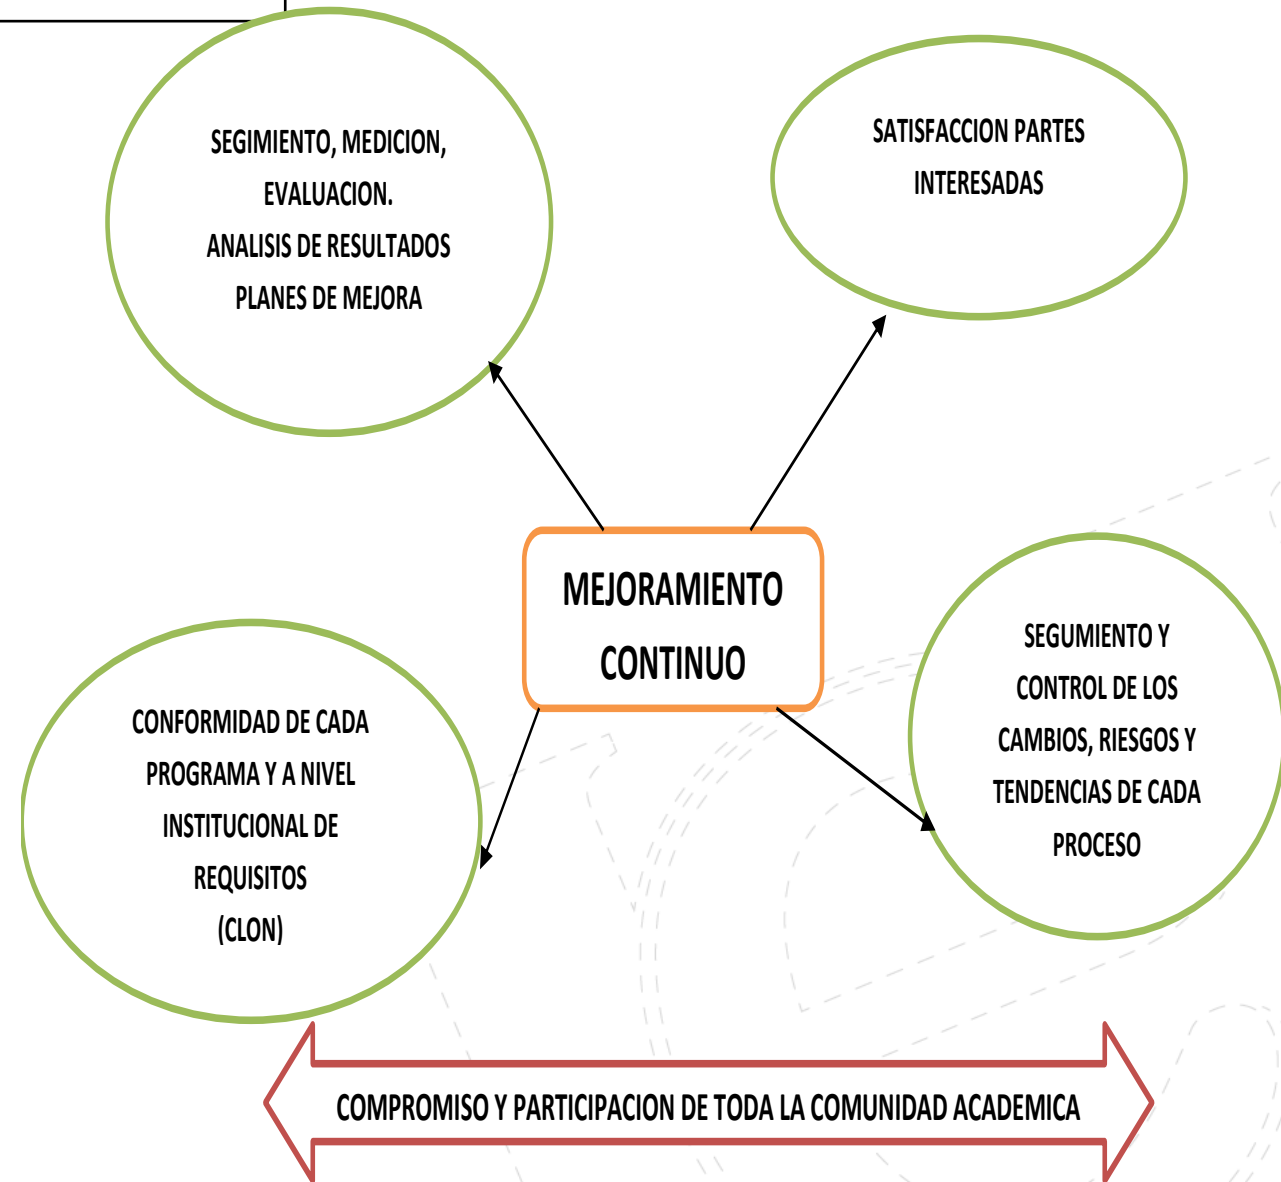 SEGIMIENTO, MEDICION,
EVALUACION.
ANALISIS DE RESULTADOS
PLANES DE MEJORA
SATISFACCION PARTES
INTERESADAS
MEJORAMIENTO
CONTINUO
CONFORMIDAD DE CADA
PROGRAMA Y A NIVEL
INSTITUCIONAL DE
REQUISITOS
(CLON)
SEGUMIENTO Y
CONTROL DE LOS
CAMBIOS, RIESGOS Y
TENDENCIAS DE CADA
PROCESO
COMPROMISO Y PARTICIPACION DE TODA LA COMUNIDAD ACADEMICA